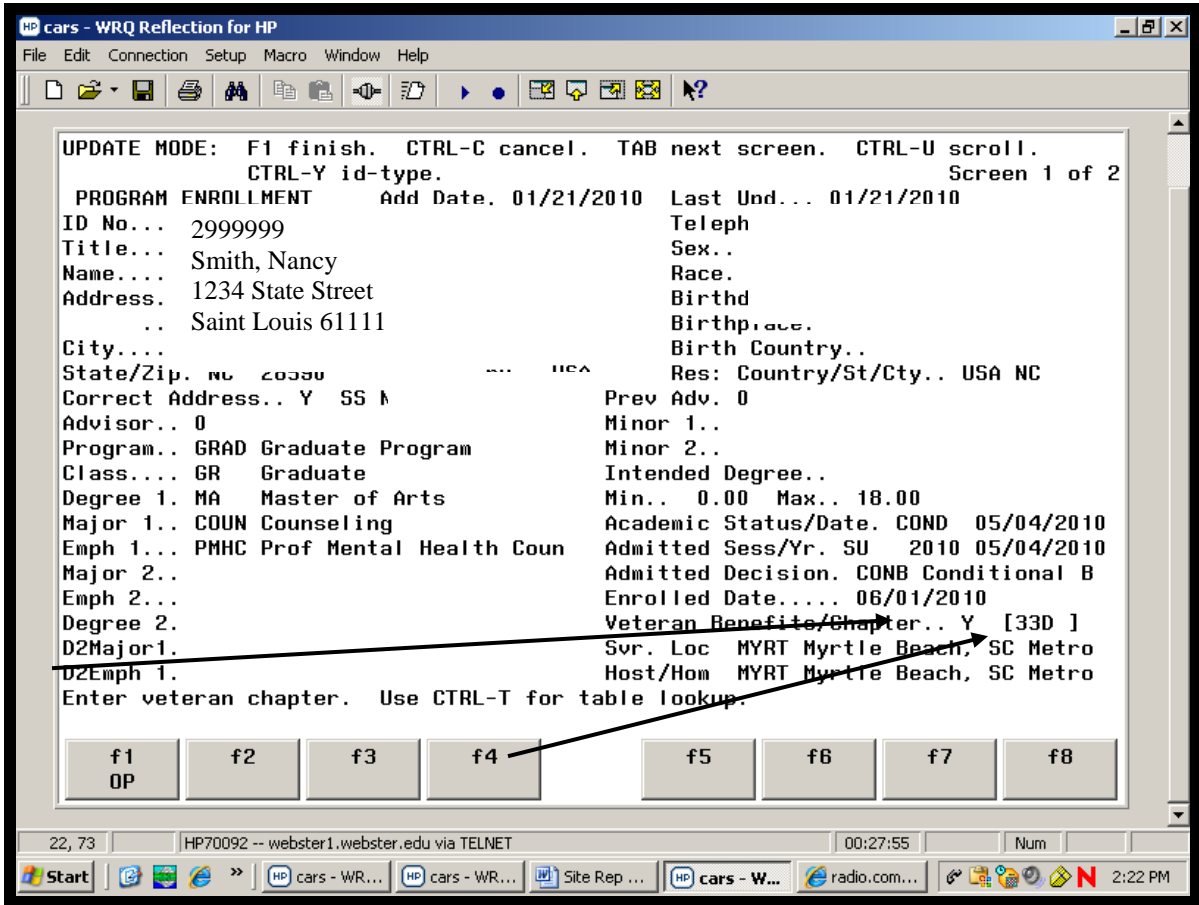 cars - WRQ Reflection for HP
File Edit Connection Setup Macro Window Help
UPDATE MODE: F1 finish. CTRL-C cancel. TAB next screen. CTRL-U scroll.
CTRL-Y id-type. Screen 1 of 2
PROGRAM ENROLLMENT Add Date. 01/21/2010 Last Upd... 01/21/2010
ID No... 2999999 Teleph
Title... Sex..
Smith, Nancy
Name.... Race.
Address. 1234 State Street Birthd
.. Saint Louis 61111 Birthplace.
City.... Birth Country..
State/Zip. NC USA Res: Country/St/Cty.. USA NC
Correct Address.. Y SS Prev Adv. 0
Advisor.. 0 Minor 1..
Program.. GRAD Graduate Program Minor 2..
Class.... GR Graduate Intended Degree..
Degree 1. MA Master of Arts Min.. 0.00 Max.. 18.00
Major 1.. COUN Counseling Academic Status/Date. COND 05/04/2010
Emph 1... PMHC Prof Mental Health Coun Admitted Sess/Yr. SU 2010 05/04/2010
Major 2.. Admitted Decision. CONB Conditional B
Emph 2... Enrolled Date..... 06/01/2010
Degree 2. Veteran Benefits/Chapter.. Y [33D ]
D2Major1. Svr. Loc MYRT Myrtle Beach, SC Metro
D2Emph 1. Host/Hom MYRT Myrtle Beach, SC Metro
Enter veteran chapter. Use CTRL-T for table lookup.
f1 f2 f3 f4 f5 f6 f7 f8
OP
22, 73 HP70092 -- webster1.webster.edu via TELNET 00:27:55 Num
Start » cars - WR... cars - WR... Site Rep ... cars - W... radio.com... 2:22 PM